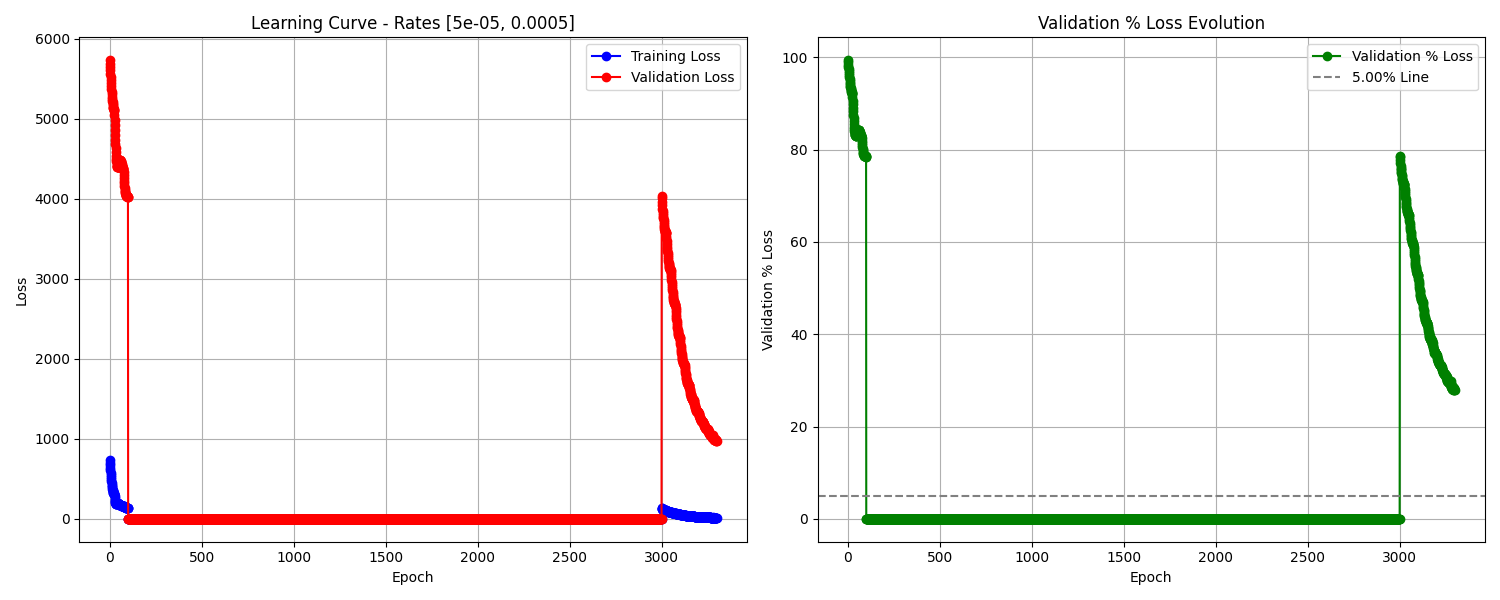 Learning Curve - Rates [5e-05, 0.0005]
Training Loss
Validation Loss
6000
5000
4000
3000
2000
1000
0
Loss
0
500
1000
1500
2000
2500
3000
Epoch
Validation % Loss Evolution
Validation % Loss
5.00% Line
100
80
60
40
20
0
Validation % Loss
0
500
1000
1500
2000
2500
3000
Epoch